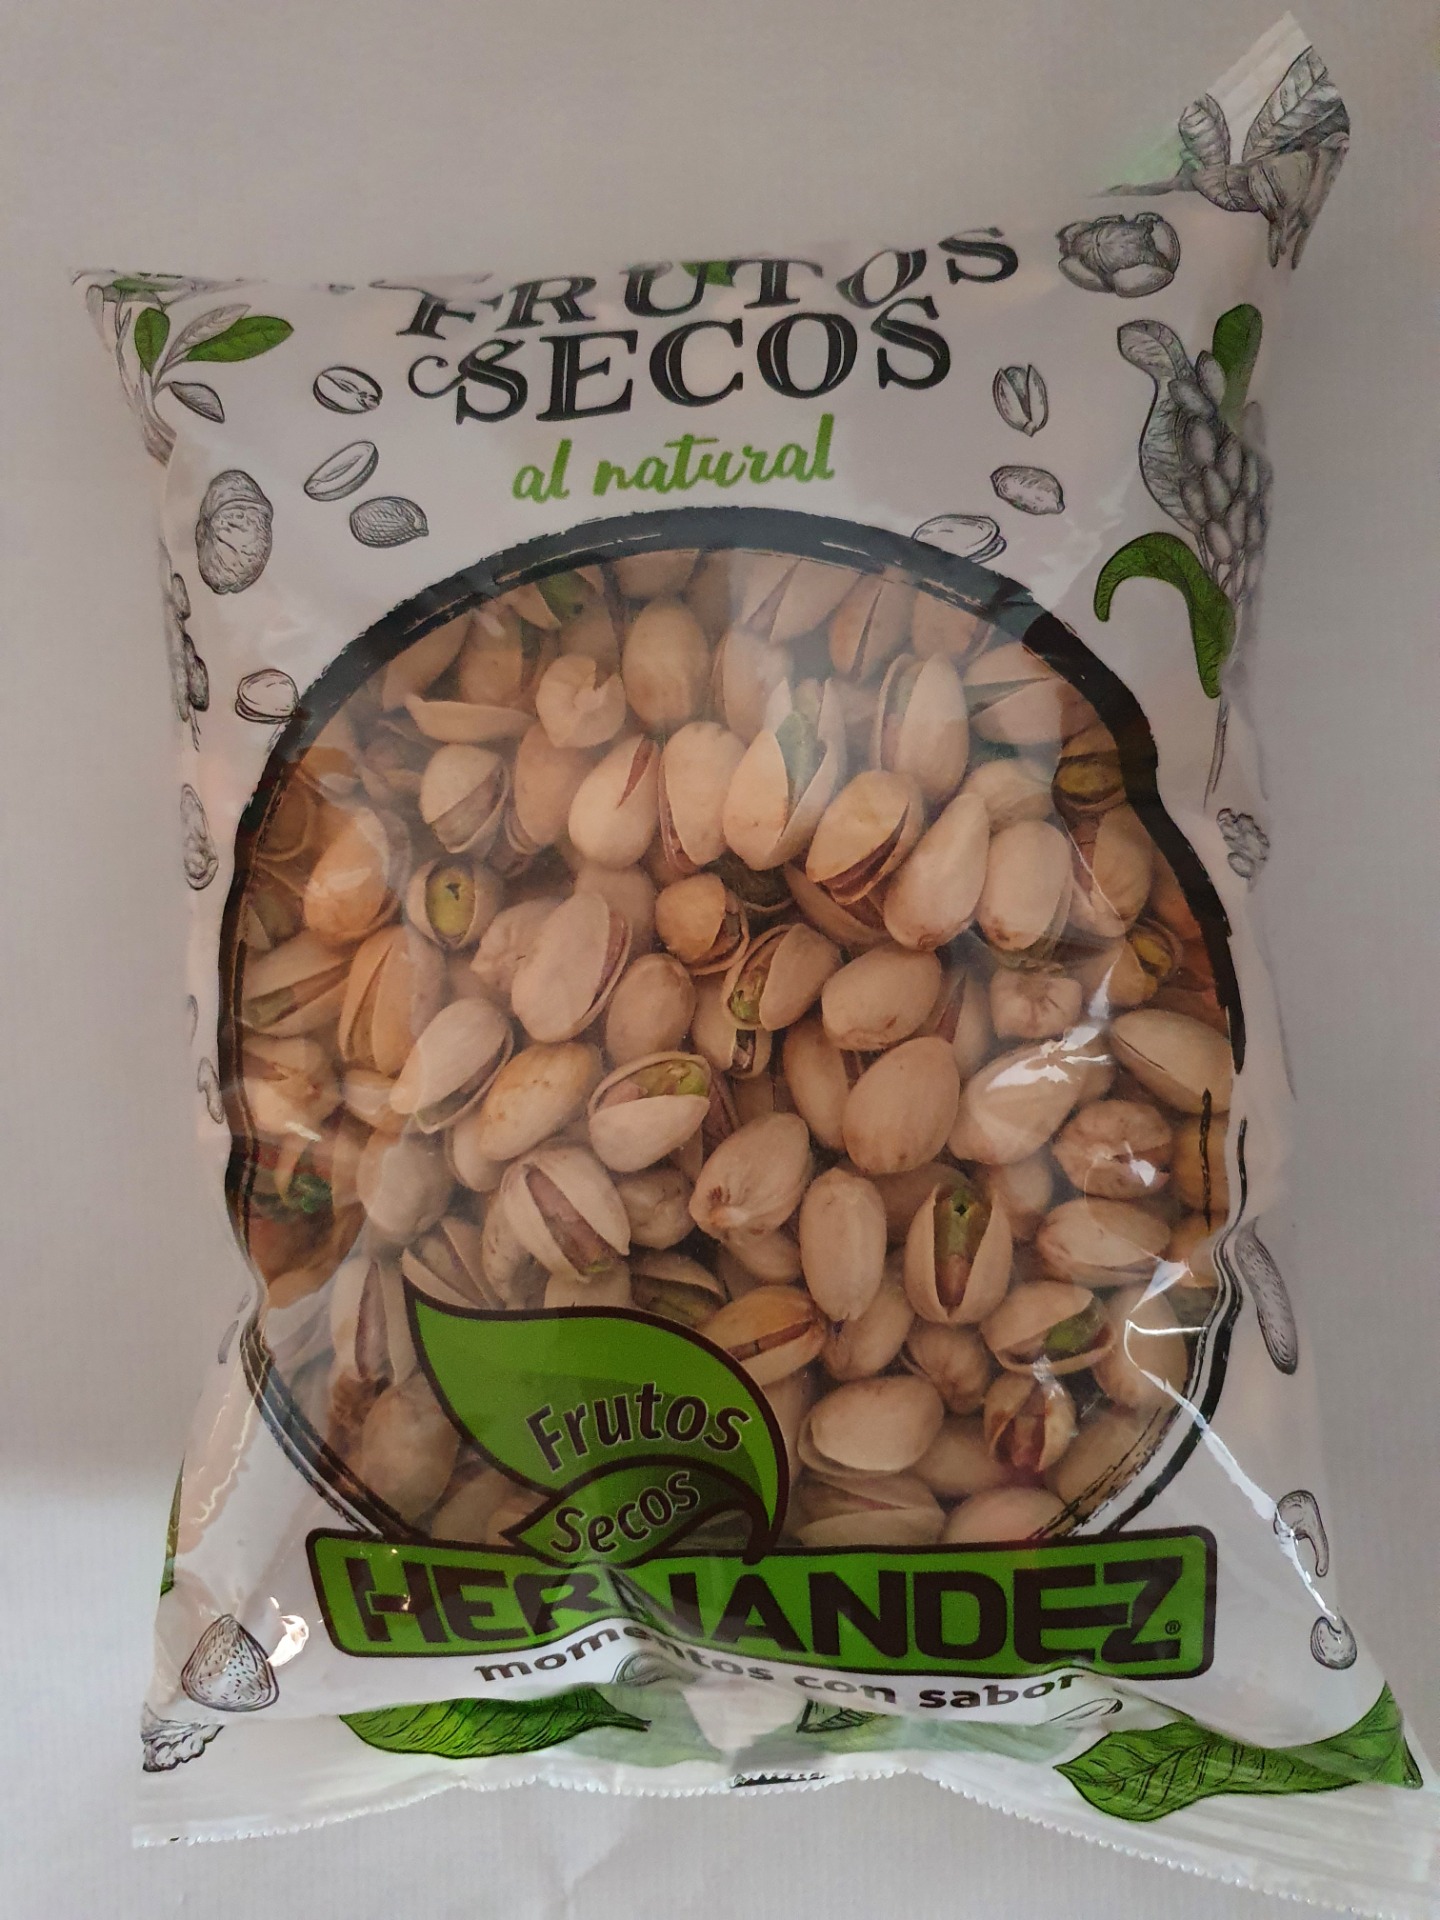 FRUTOS
SECOS
al natural
Frutos
Secos
HERNANDEZ®
momentos con sabor